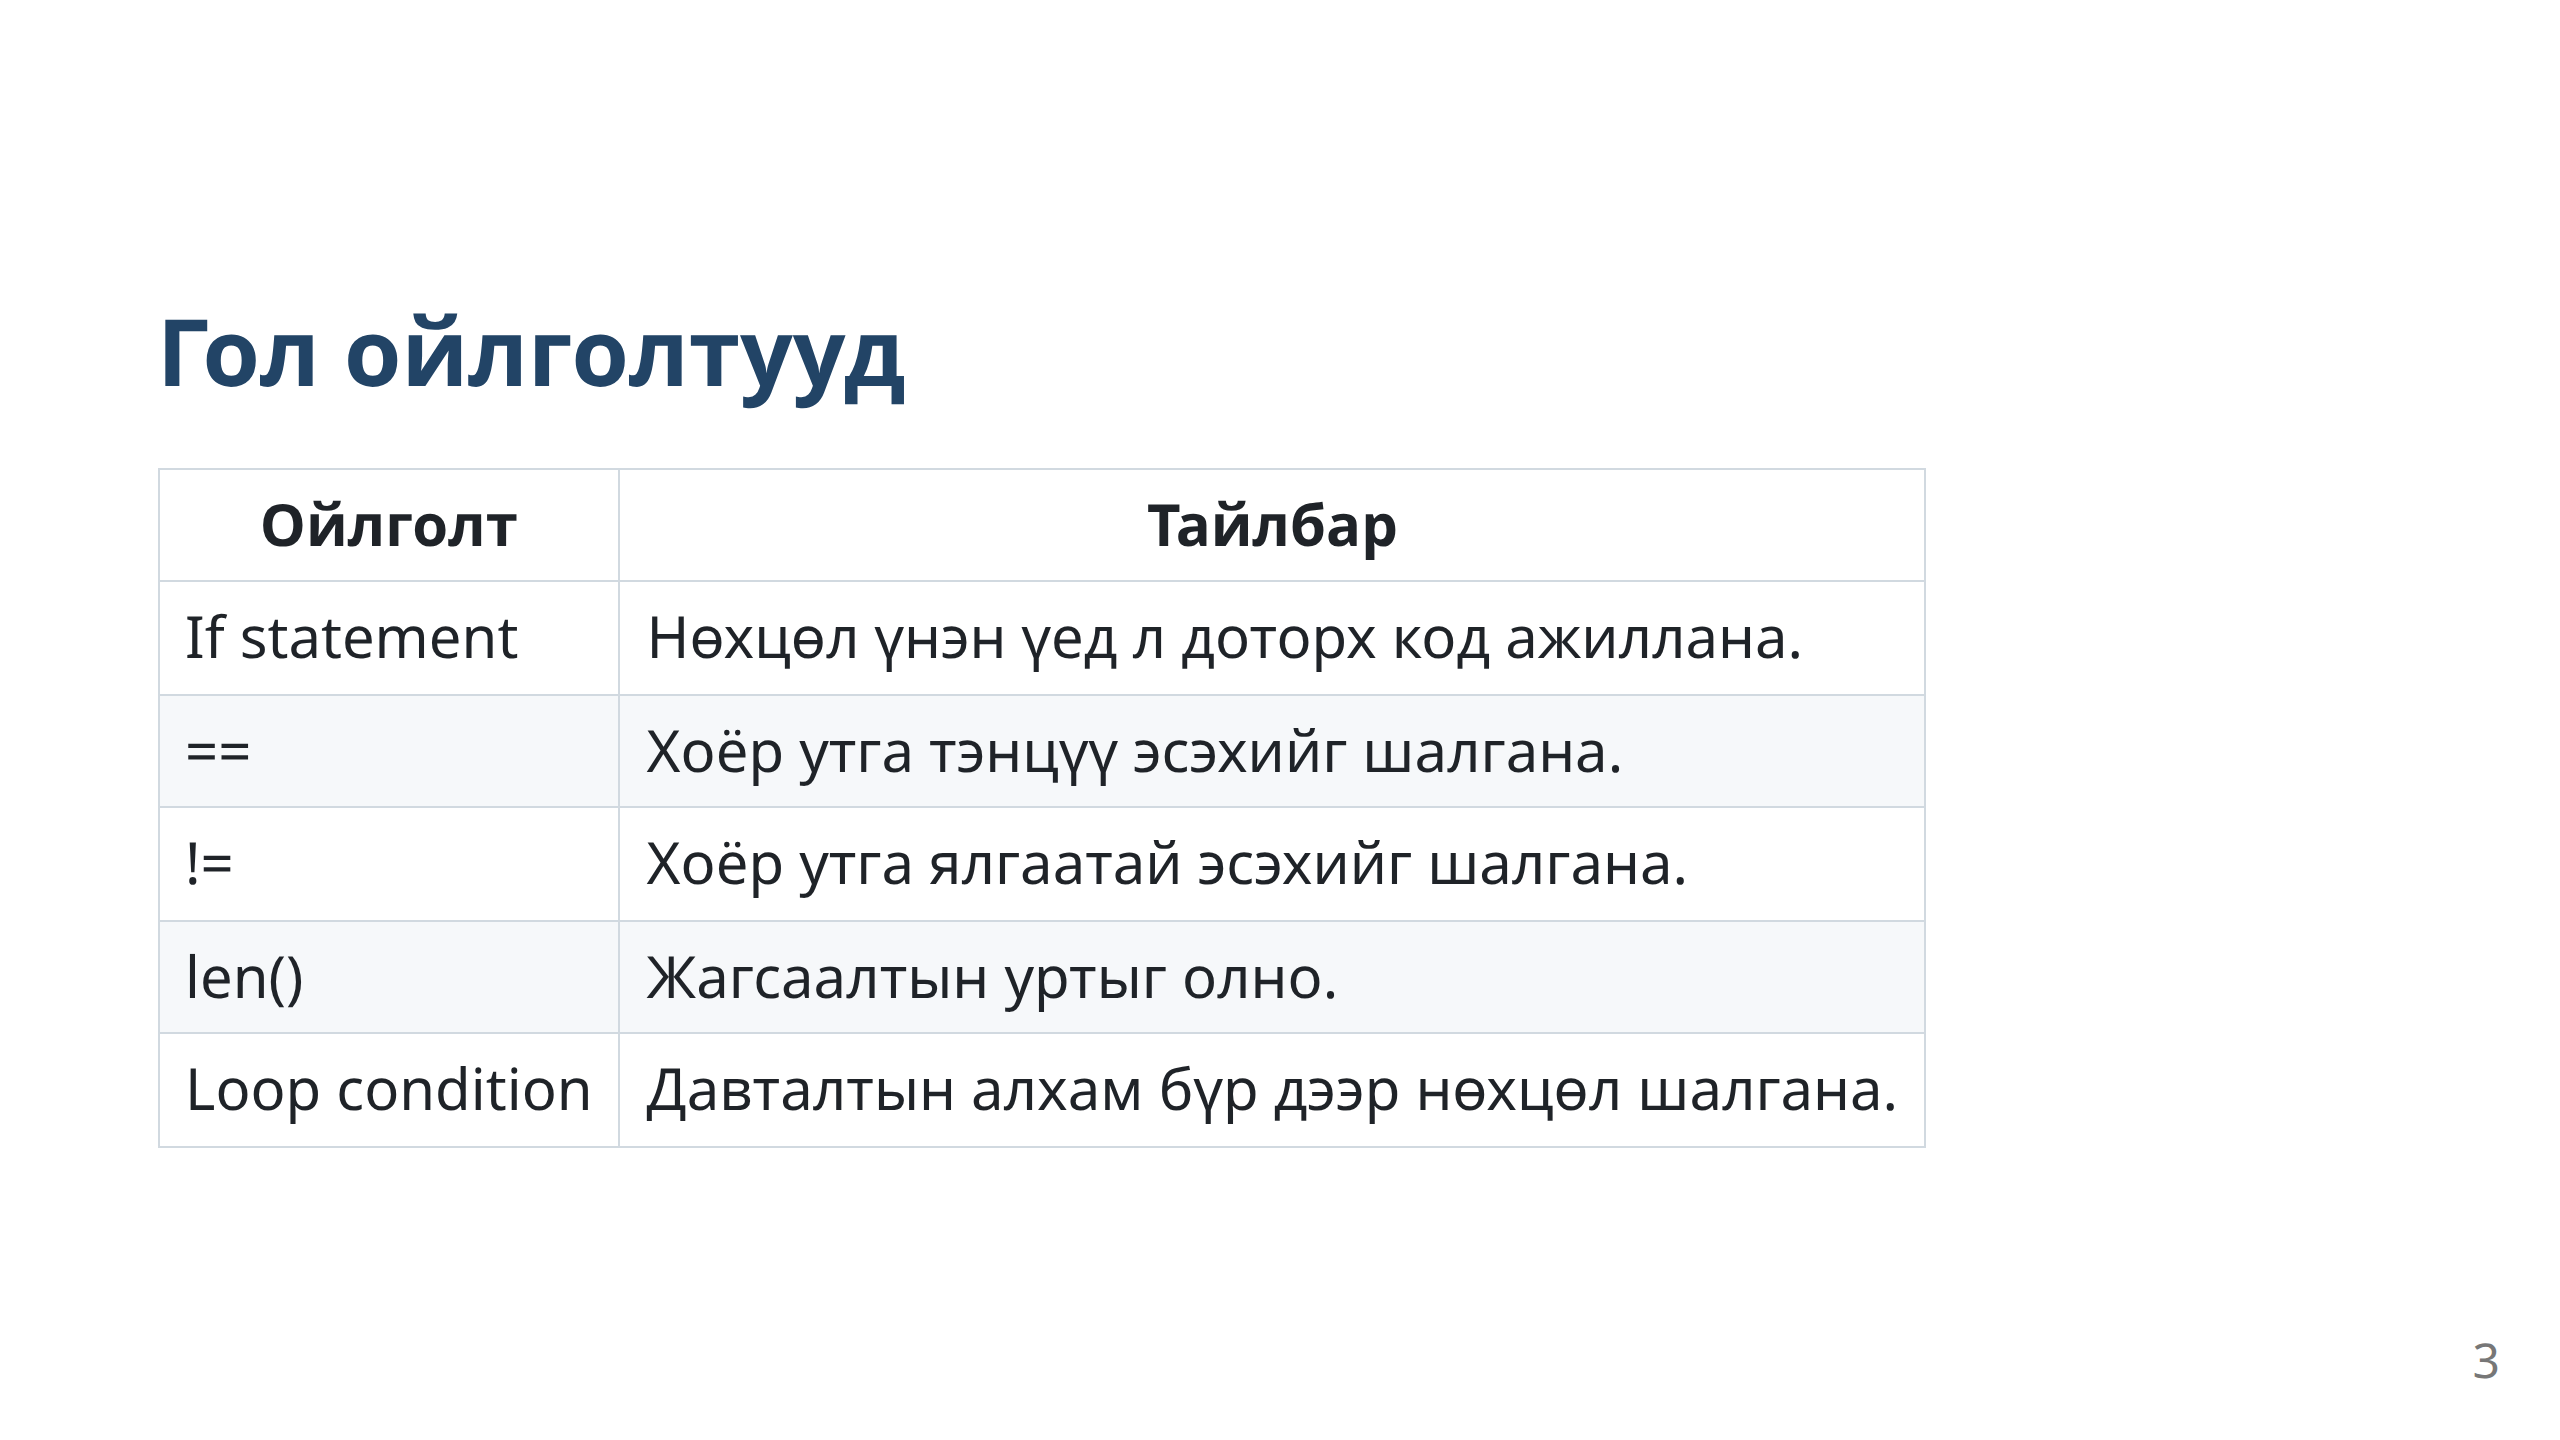 Гол ойлголтууд
Ойлголт Тайлбар
If statement Нөхцөл үнэн үед л доторх код ажиллана.
== Хоёр утга тэнцүү эсэхийг шалгана.
!= Хоёр утга ялгаатай эсэхийг шалгана.
len() Жагсаалтын уртыг олно.
Loop condition Давталтын алхам бүр дээр нөхцөл шалгана.
3